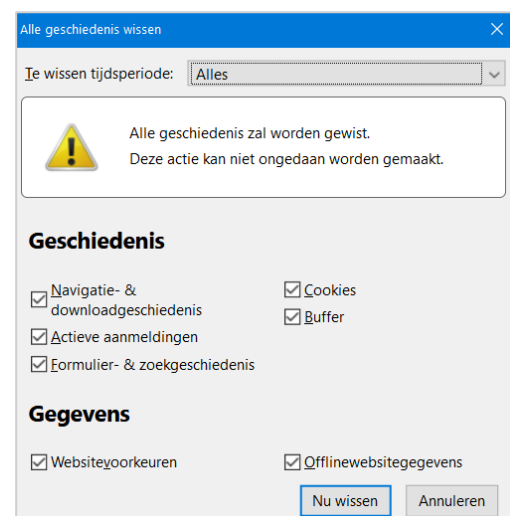 Alle geschiedenis wissen
Te wissen tijdsperiode: Alles
Alle geschiedenis zal worden gewist.
Deze actie kan niet ongedaan worden gemaakt.
Geschiedenis
Navigatie- &
downloadgeschiedenis
Cookies
Actieve aanmeldingen
Buffer
Formulier- & zoekgeschiedenis
Gegevens
Websitevoorkeuren
Offlinewebsitegegevens
Nu wissen
Annuleren